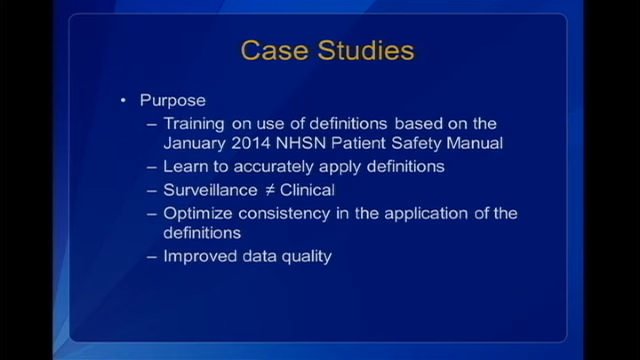 Case Studies
• Purpose
– Training on use of definitions based on the
January 2014 NHSN Patient Safety Manual
– Learn to accurately apply definitions
– Surveillance ≠ Clinical
– Optimize consistency in the application of the
definitions
– Improved data quality